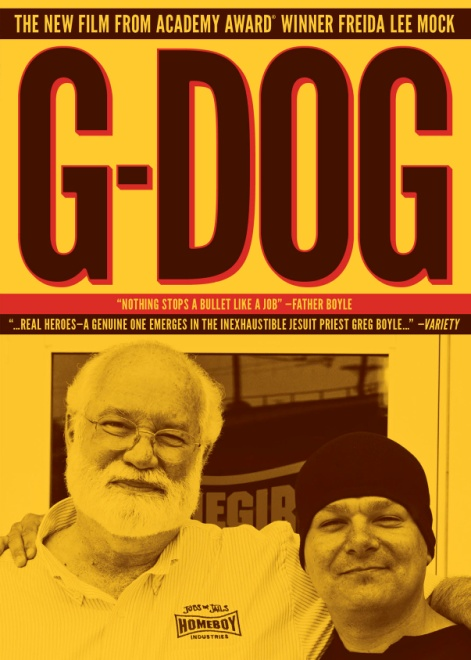 THE NEW FILM FROM ACADEMY AWARD® WINNER FREIDA LEE MOCK
G-DOG
“NOTHING STOPS A BULLET LIKE A JOB” –FATHER BOYLE
“...REAL HEROES–A GENUINE ONE EMERGES IN THE INEXHAUSTIBLE JESUIT PRIEST GREG BOYLE...” –VARIETY
JOBS NOT JAILS
HOMEBOY
INDUSTRIES